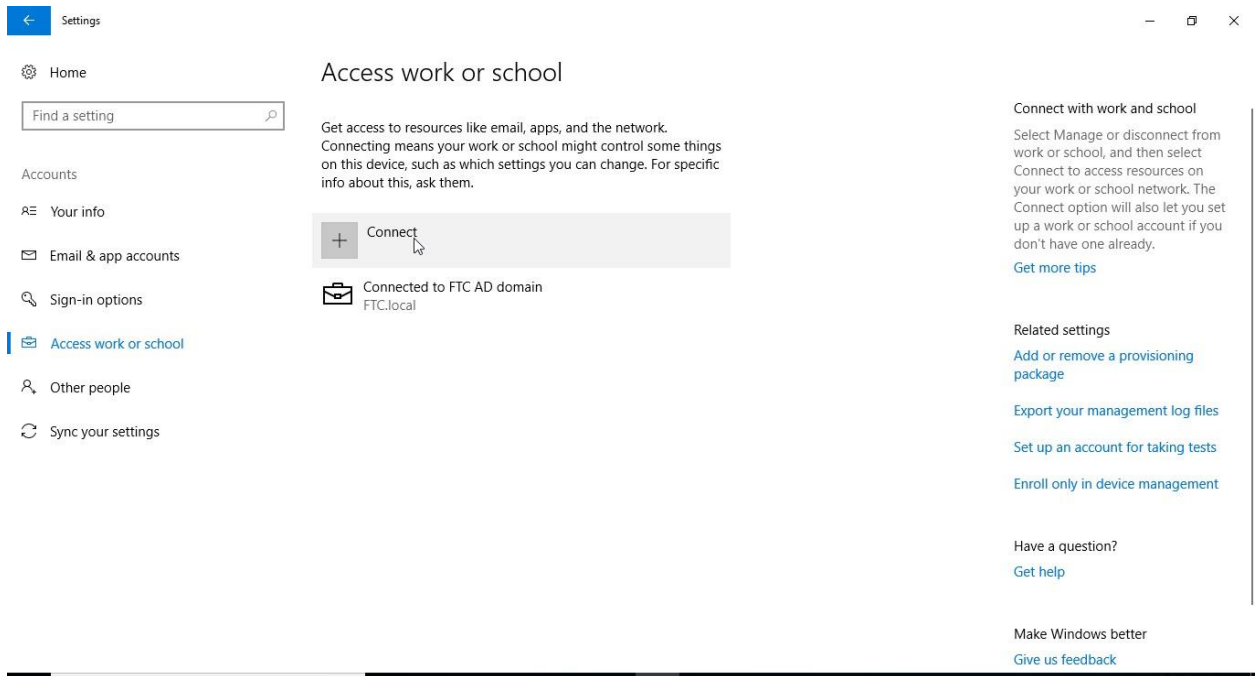 Settings
Home
Find a setting
Accounts
Your info
Email & app accounts
Sign-in options
Access work or school
Other people
Sync your settings
Access work or school
Get access to resources like email, apps, and the network.
Connecting means your work or school might control some things
on this device, such as which settings you can change. For specific
info about this, ask them.
Connect
Connected to FTC AD domain
FTC.local
Connect with work and school
Select Manage or disconnect from
work or school, and then select
Connect to access resources on
your work or school network. The
Connect option will also let you set
up a work or school account if you
don't have one already.
Get more tips
Related settings
Add or remove a provisioning
package
Export your management log files
Set up an account for taking tests
Enroll only in device management
Have a question?
Get help
Make Windows better
Give us feedback